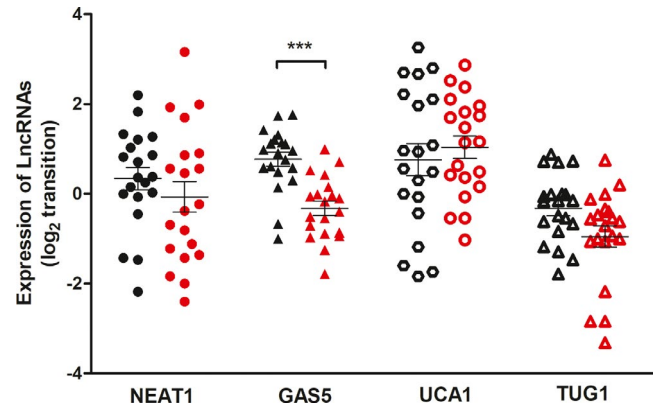 Expression of LncRNAs
(log2 transition)
4
2
0
-2
-4
***
NEAT1 GAS5 UCA1 TUG1